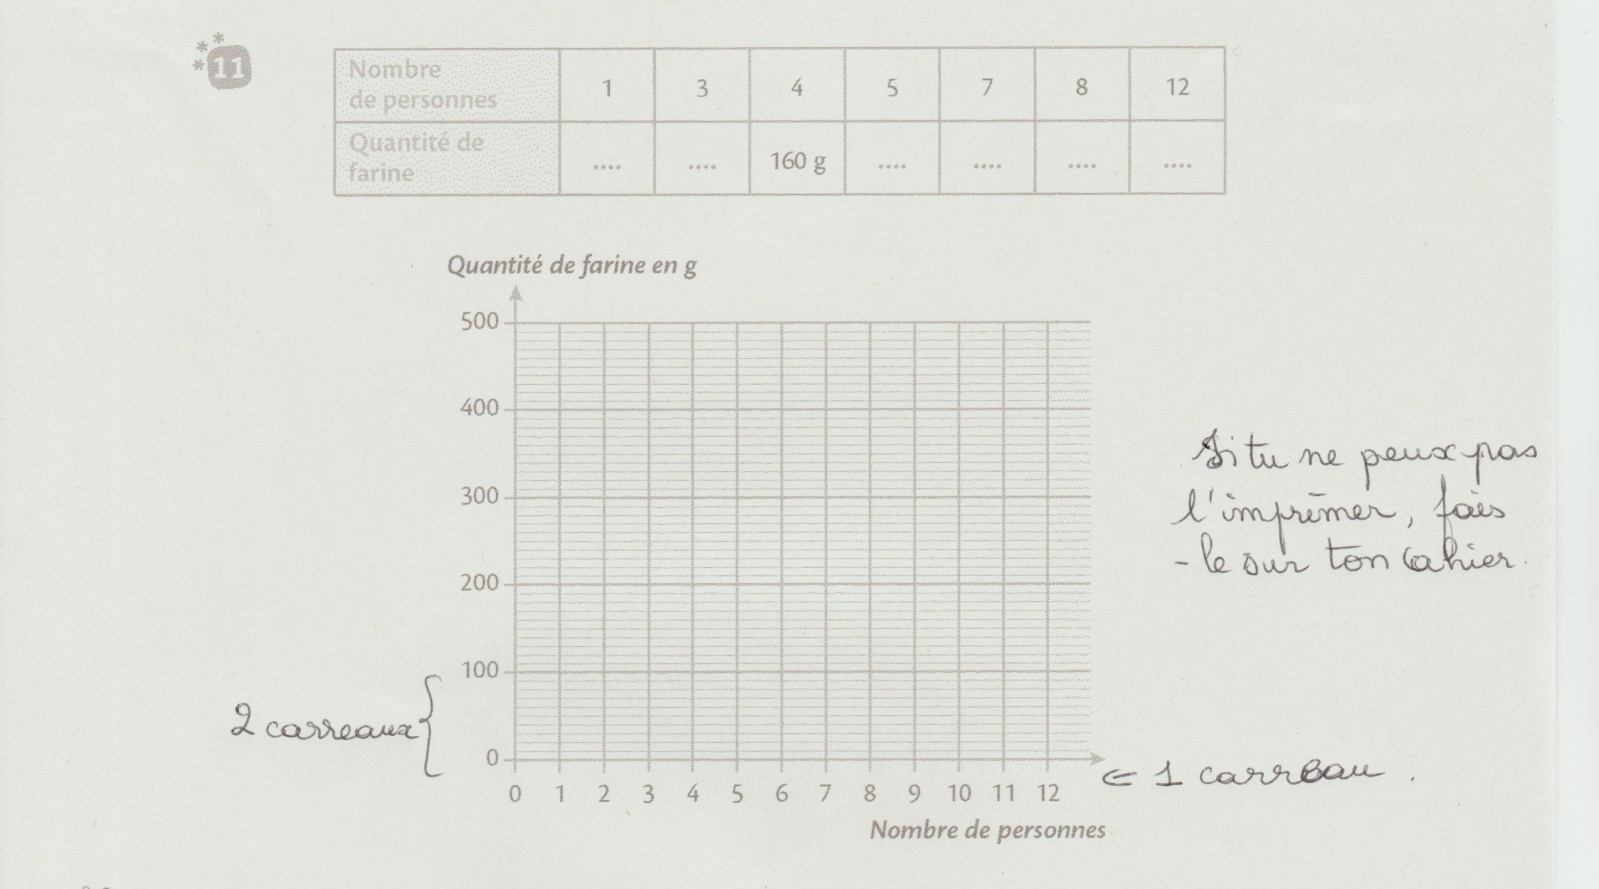 11
Nombre de personnes 1 3 4 5 7 8 12
Quantité de farine .... .... 160 g .... .... .... ....
Quantité de farine en g
500
400
300
200
100
0
0 1 2 3 4 5 6 7 8 9 10 11 12
Nombre de personnes
Si tu ne peux pas
l'imprimer, fais
-le sur ton cahier.
2 carreaux
⇐ 1 carreau .